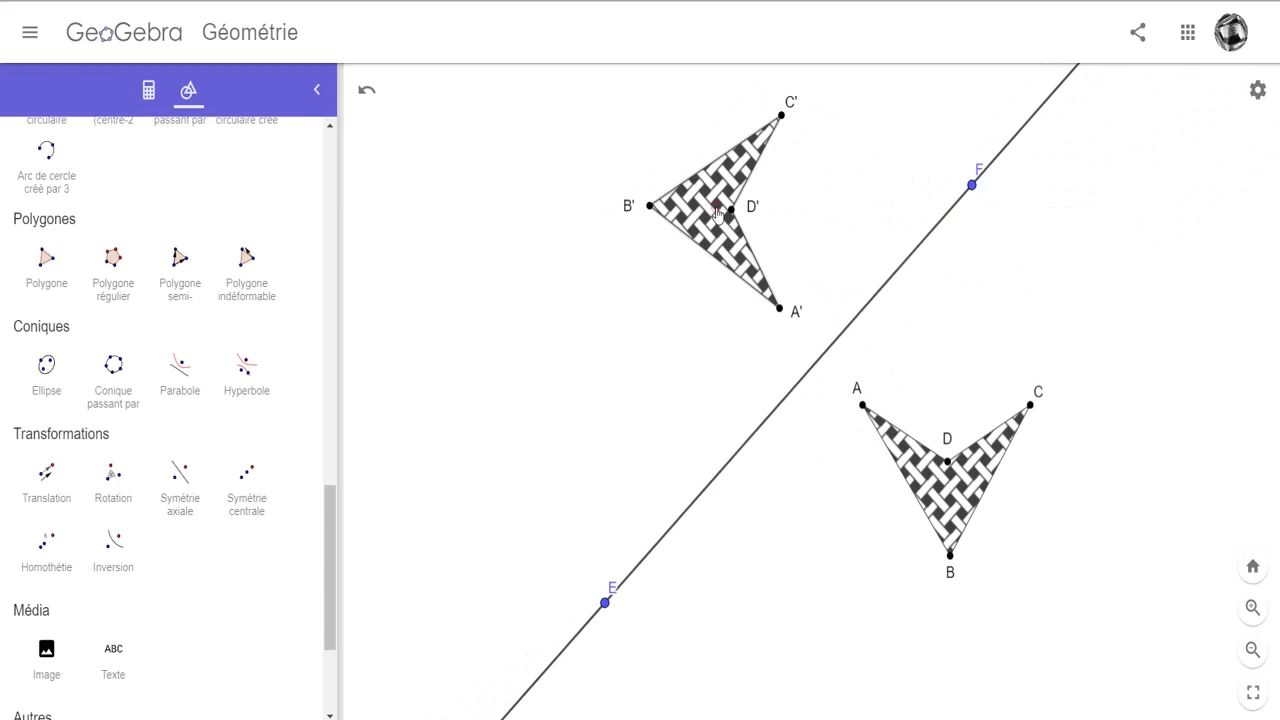 GeoGebra Géométrie
circulaire (centre-2 passant par circulaire créé
Arc de cercle
créé par 3
Polygones
Polygone
Polygone
régulier
Polygone
semi-
Polygone
indéformable
Coniques
Ellipse
Conique
passant par
Parabole
Hyperbole
Transformations
Translation
Rotation
Symétrie
axiale
Symétrie
centrale
Homothétie
Inversion
Média
ABC
Image
Texte
Autres
C'
B'
D'
A'
F
A
C
D
B
E